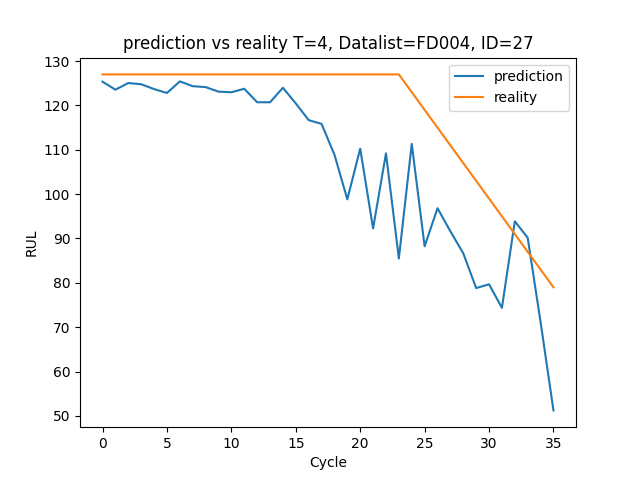 prediction vs reality T=4, Datalist=FD004, ID=27
prediction
reality
130
120
110
100
90
80
70
60
50
RUL
0 5 10 15 20 25 30 35
Cycle